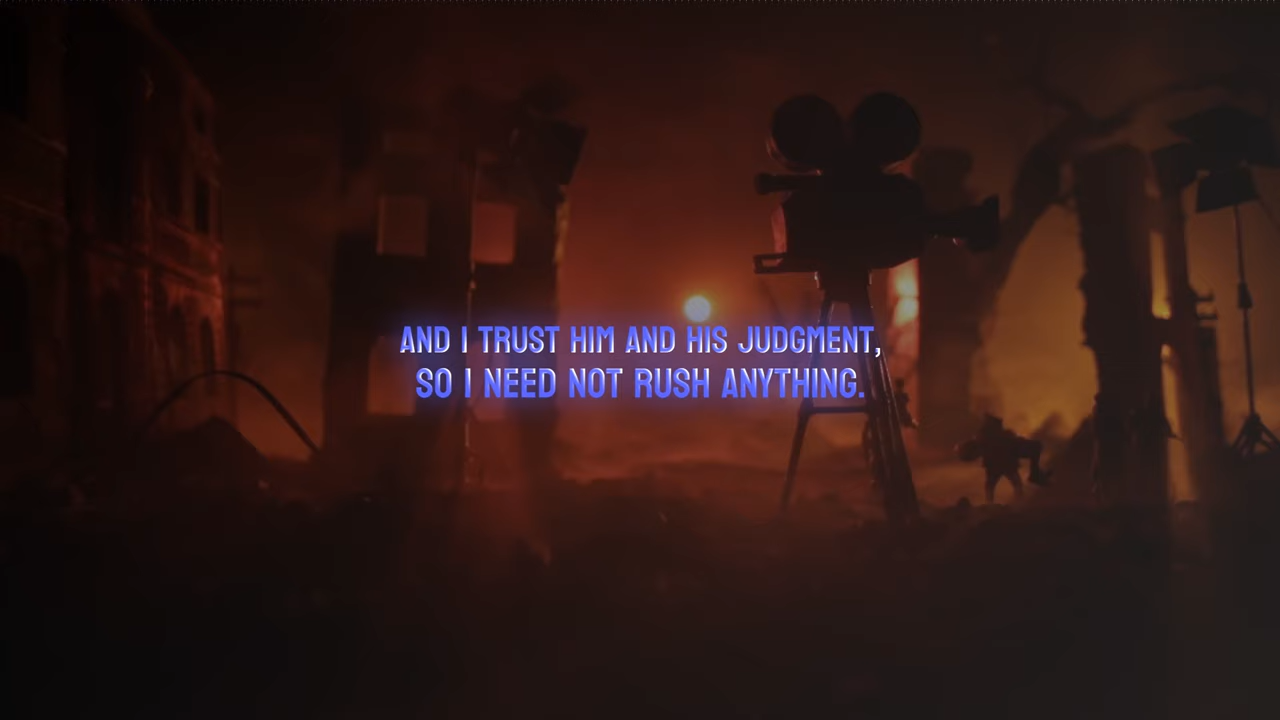 AND I TRUST HIM AND HIS JUDGMENT,
SO I NEED NOT RUSH ANYTHING.